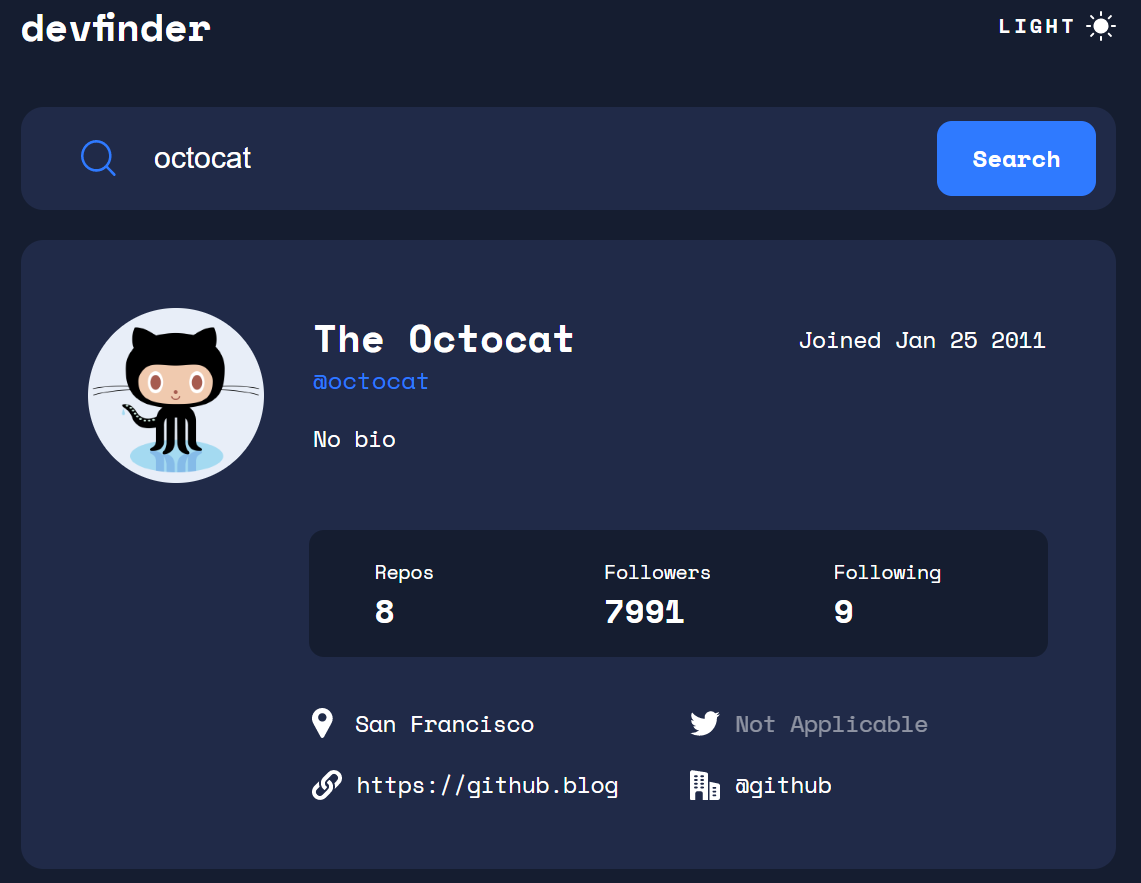 devfinder
LIGHT
octocat
Search
The Octocat
Joined Jan 25 2011
@octocat
No bio
Repos Followers Following
8 7991 9
San Francisco
Not Applicable
https://github.blog
@github